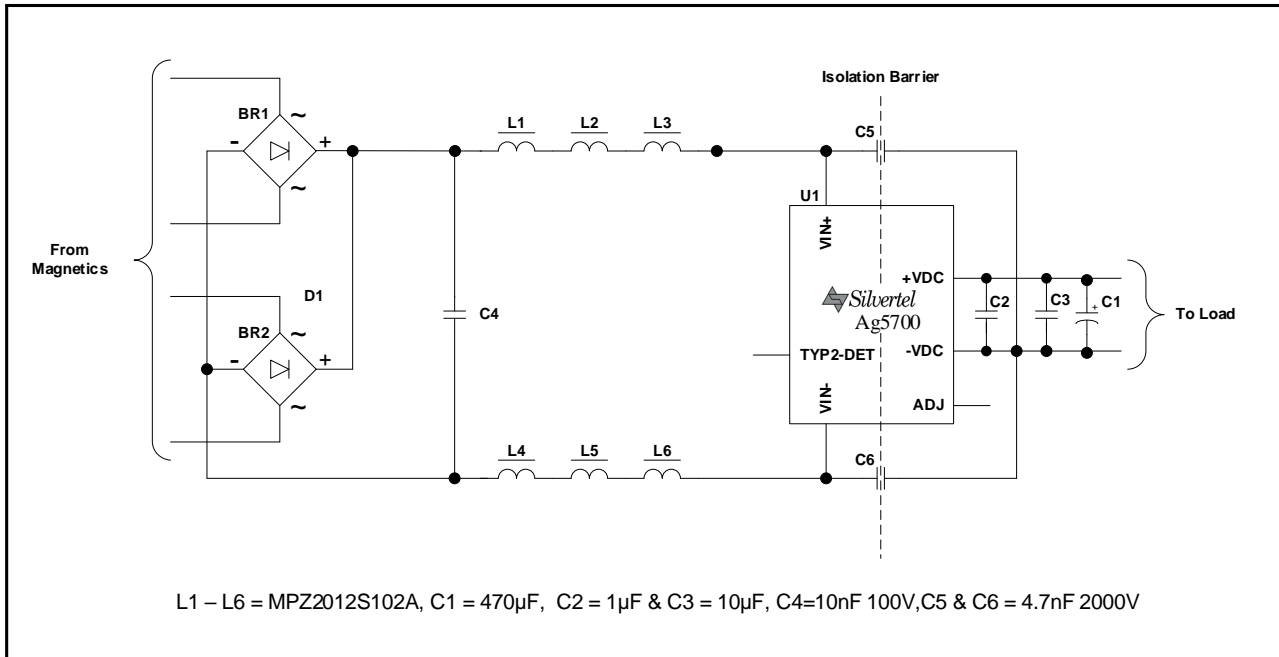 Isolation Barrier
BR1
~
-
+
~
L1
L2
L3
C5
U1
VIN+
From
Magnetics
D1
BR2
~
-
+
~
C4
Silvertel
Ag5700
+VDC
C2
C3
+
C1
To Load
TYP2-DET
-VDC
VIN-
ADJ
L4
L5
L6
C6
L1 – L6 = MPZ2012S102A, C1 = 470µF, C2 = 1µF & C3 = 10µF, C4=10nF 100V,C5 & C6 = 4.7nF 2000V